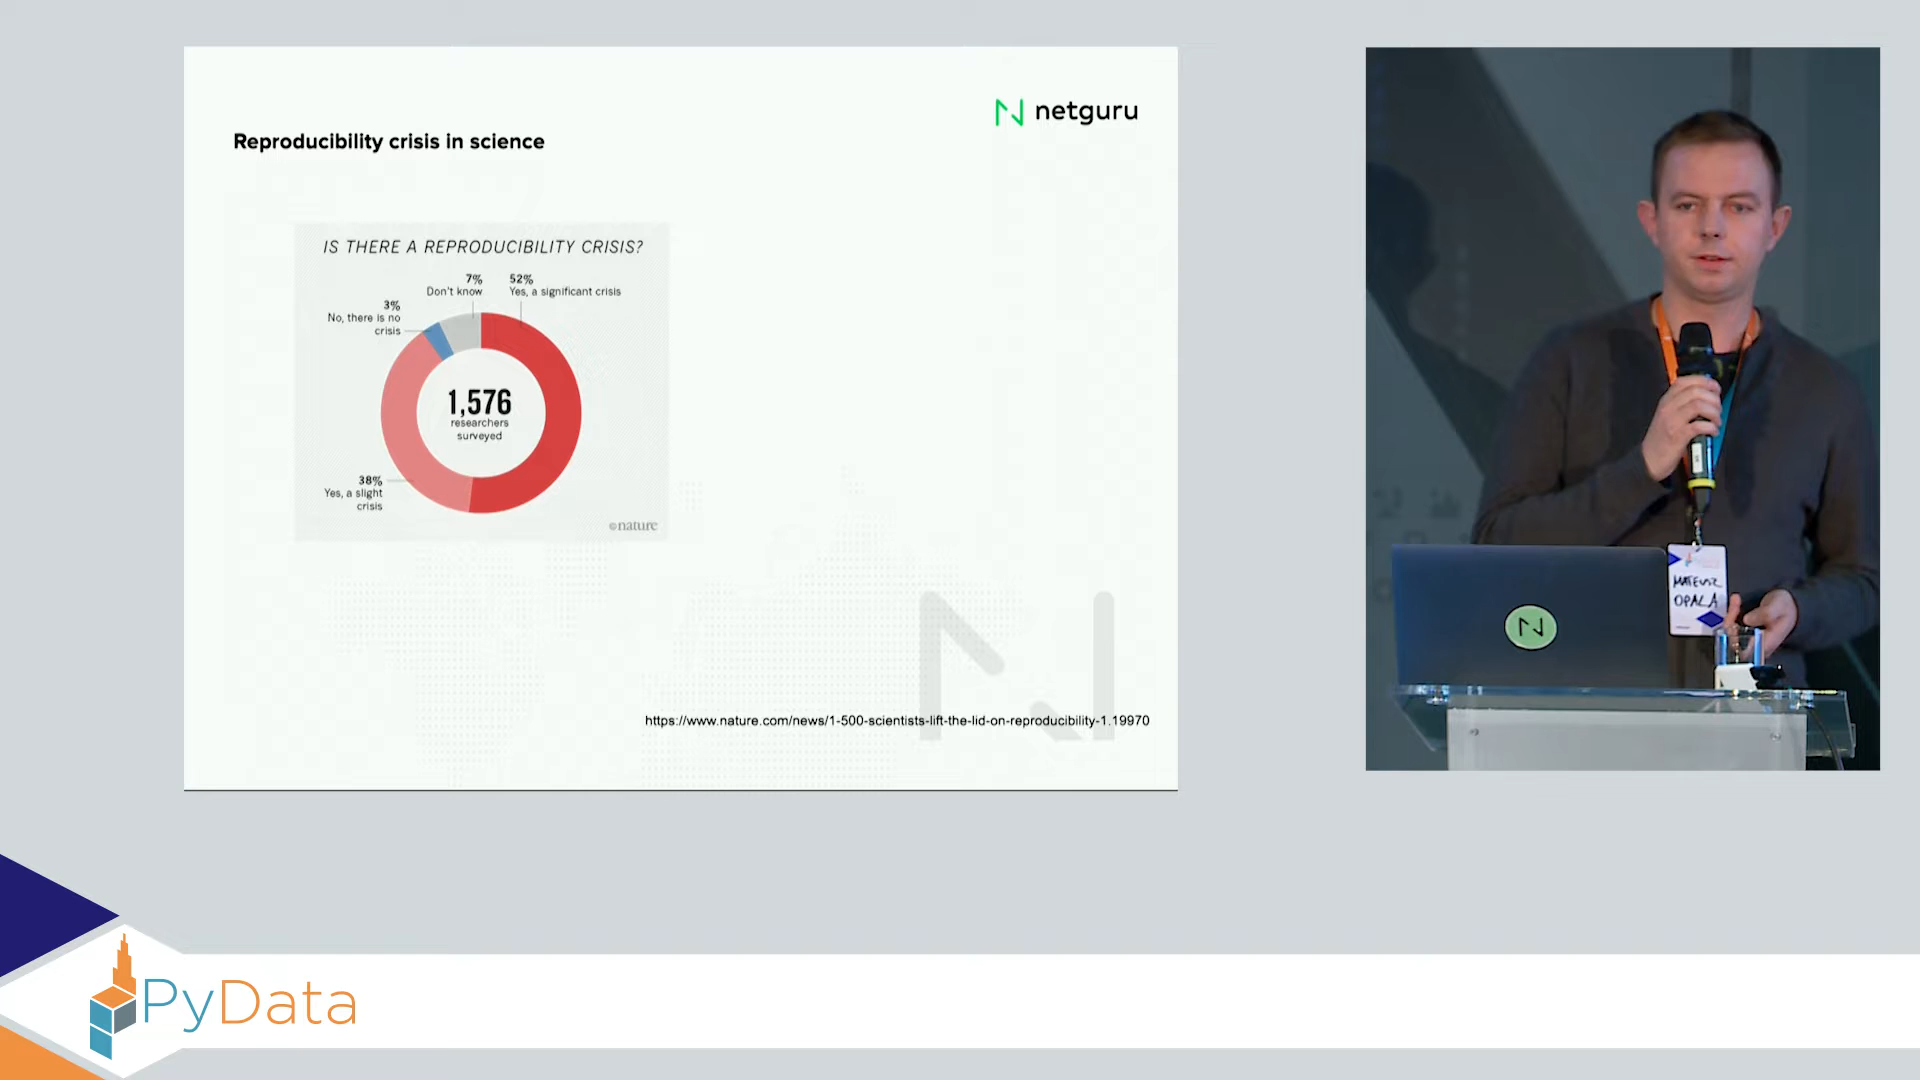 netguru
Reproducibility crisis in science
IS THERE A REPRODUCIBILITY CRISIS?
7%
Don't know
52%
Yes, a significant crisis
3%
No, there is no
crisis
1,576
researchers
surveyed
38%
Yes, a slight
crisis
©nature
https://www.nature.com/news/1-500-scientists-lift-the-lid-on-reproducibility-1.19970
MATEUSZ
OPALA
PyData